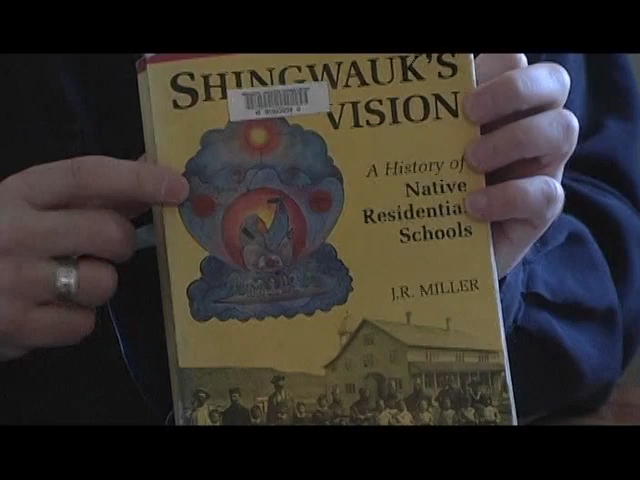 SHINGWAUK'S
VISION
A History of
Native
Residential
Schools
J.R. MILLER